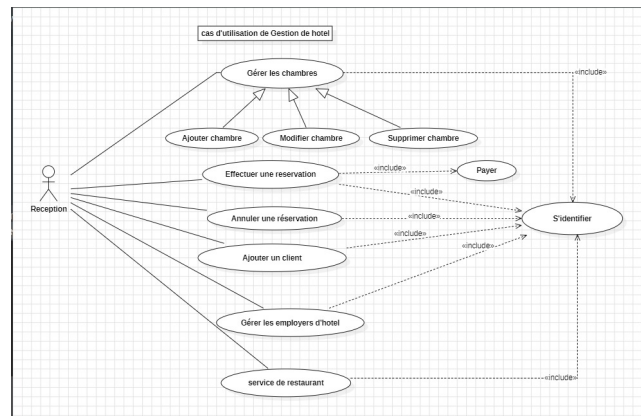 cas d'utilisation de Gestion de hotel
Gérer les chambres
«include»
Ajouter chambre
Modifier chambre
Supprimer chambre
Effectuer une reservation
«include»
Payer
«include»
Reception
Annuler une réservation
«include»
S'identifier
«include»
Ajouter un client
«include»
Gérer les employers d'hotel
service de restaurant
«include»